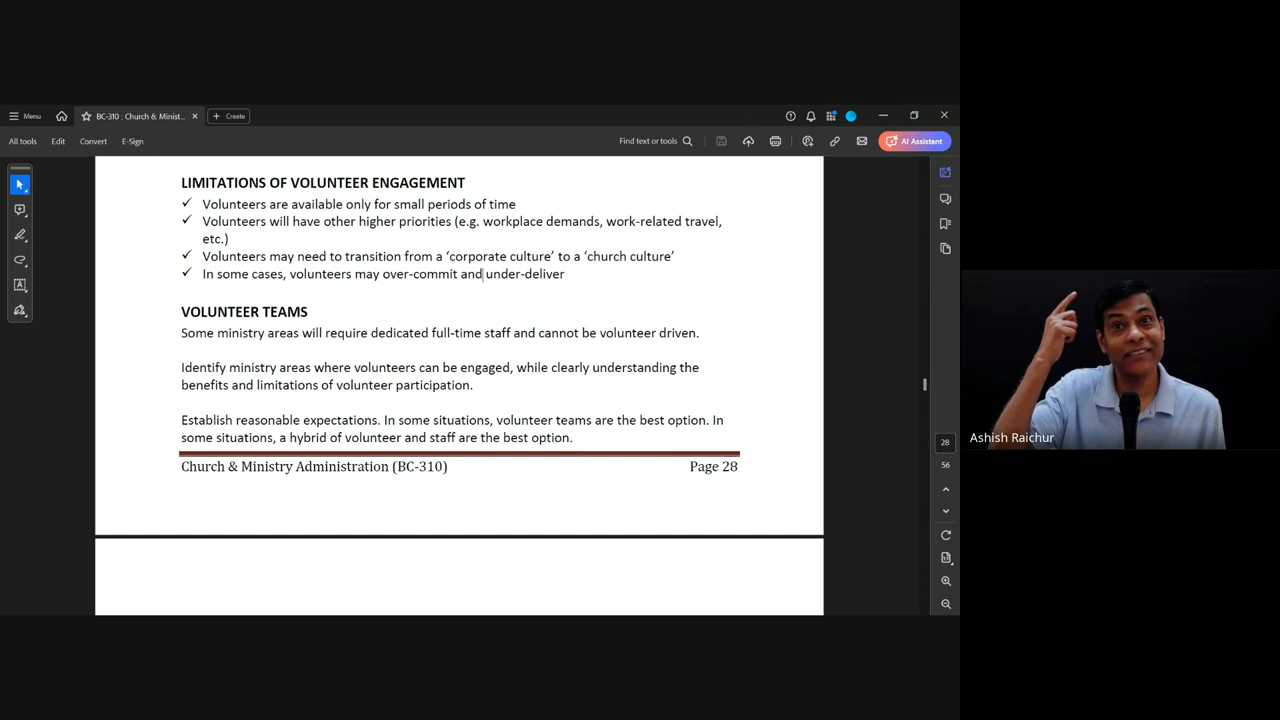 Menu
BC-310 : Church & Minist...
Create
All tools
Edit
Convert
E-Sign
Find text or tools
AI Assistant
LIMITATIONS OF VOLUNTEER ENGAGEMENT
✓ Volunteers are available only for small periods of time
✓ Volunteers will have other higher priorities (e.g. workplace demands, work-related travel,
etc.)
✓ Volunteers may need to transition from a ‘corporate culture’ to a ‘church culture’
✓ In some cases, volunteers may over-commit and under-deliver
VOLUNTEER TEAMS
Some ministry areas will require dedicated full-time staff and cannot be volunteer driven.
Identify ministry areas where volunteers can be engaged, while clearly understanding the
benefits and limitations of volunteer participation.
Establish reasonable expectations. In some situations, volunteer teams are the best option. In
some situations, a hybrid of volunteer and staff are the best option.
Church & Ministry Administration (BC-310) Page 28
28
56
Ashish Raichur